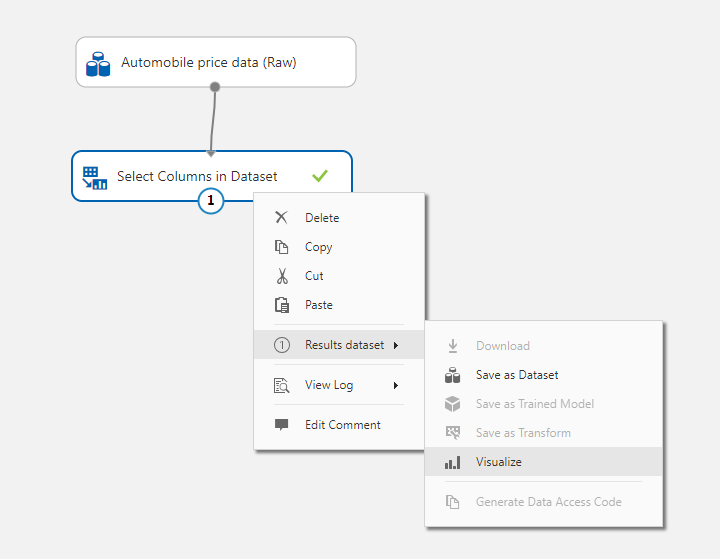 Automobile price data (Raw)
Select Columns in Dataset
1
Delete
Copy
Cut
Paste
1 Results dataset
View Log
Edit Comment
Download
Save as Dataset
Save as Trained Model
Save as Transform
Visualize
Generate Data Access Code